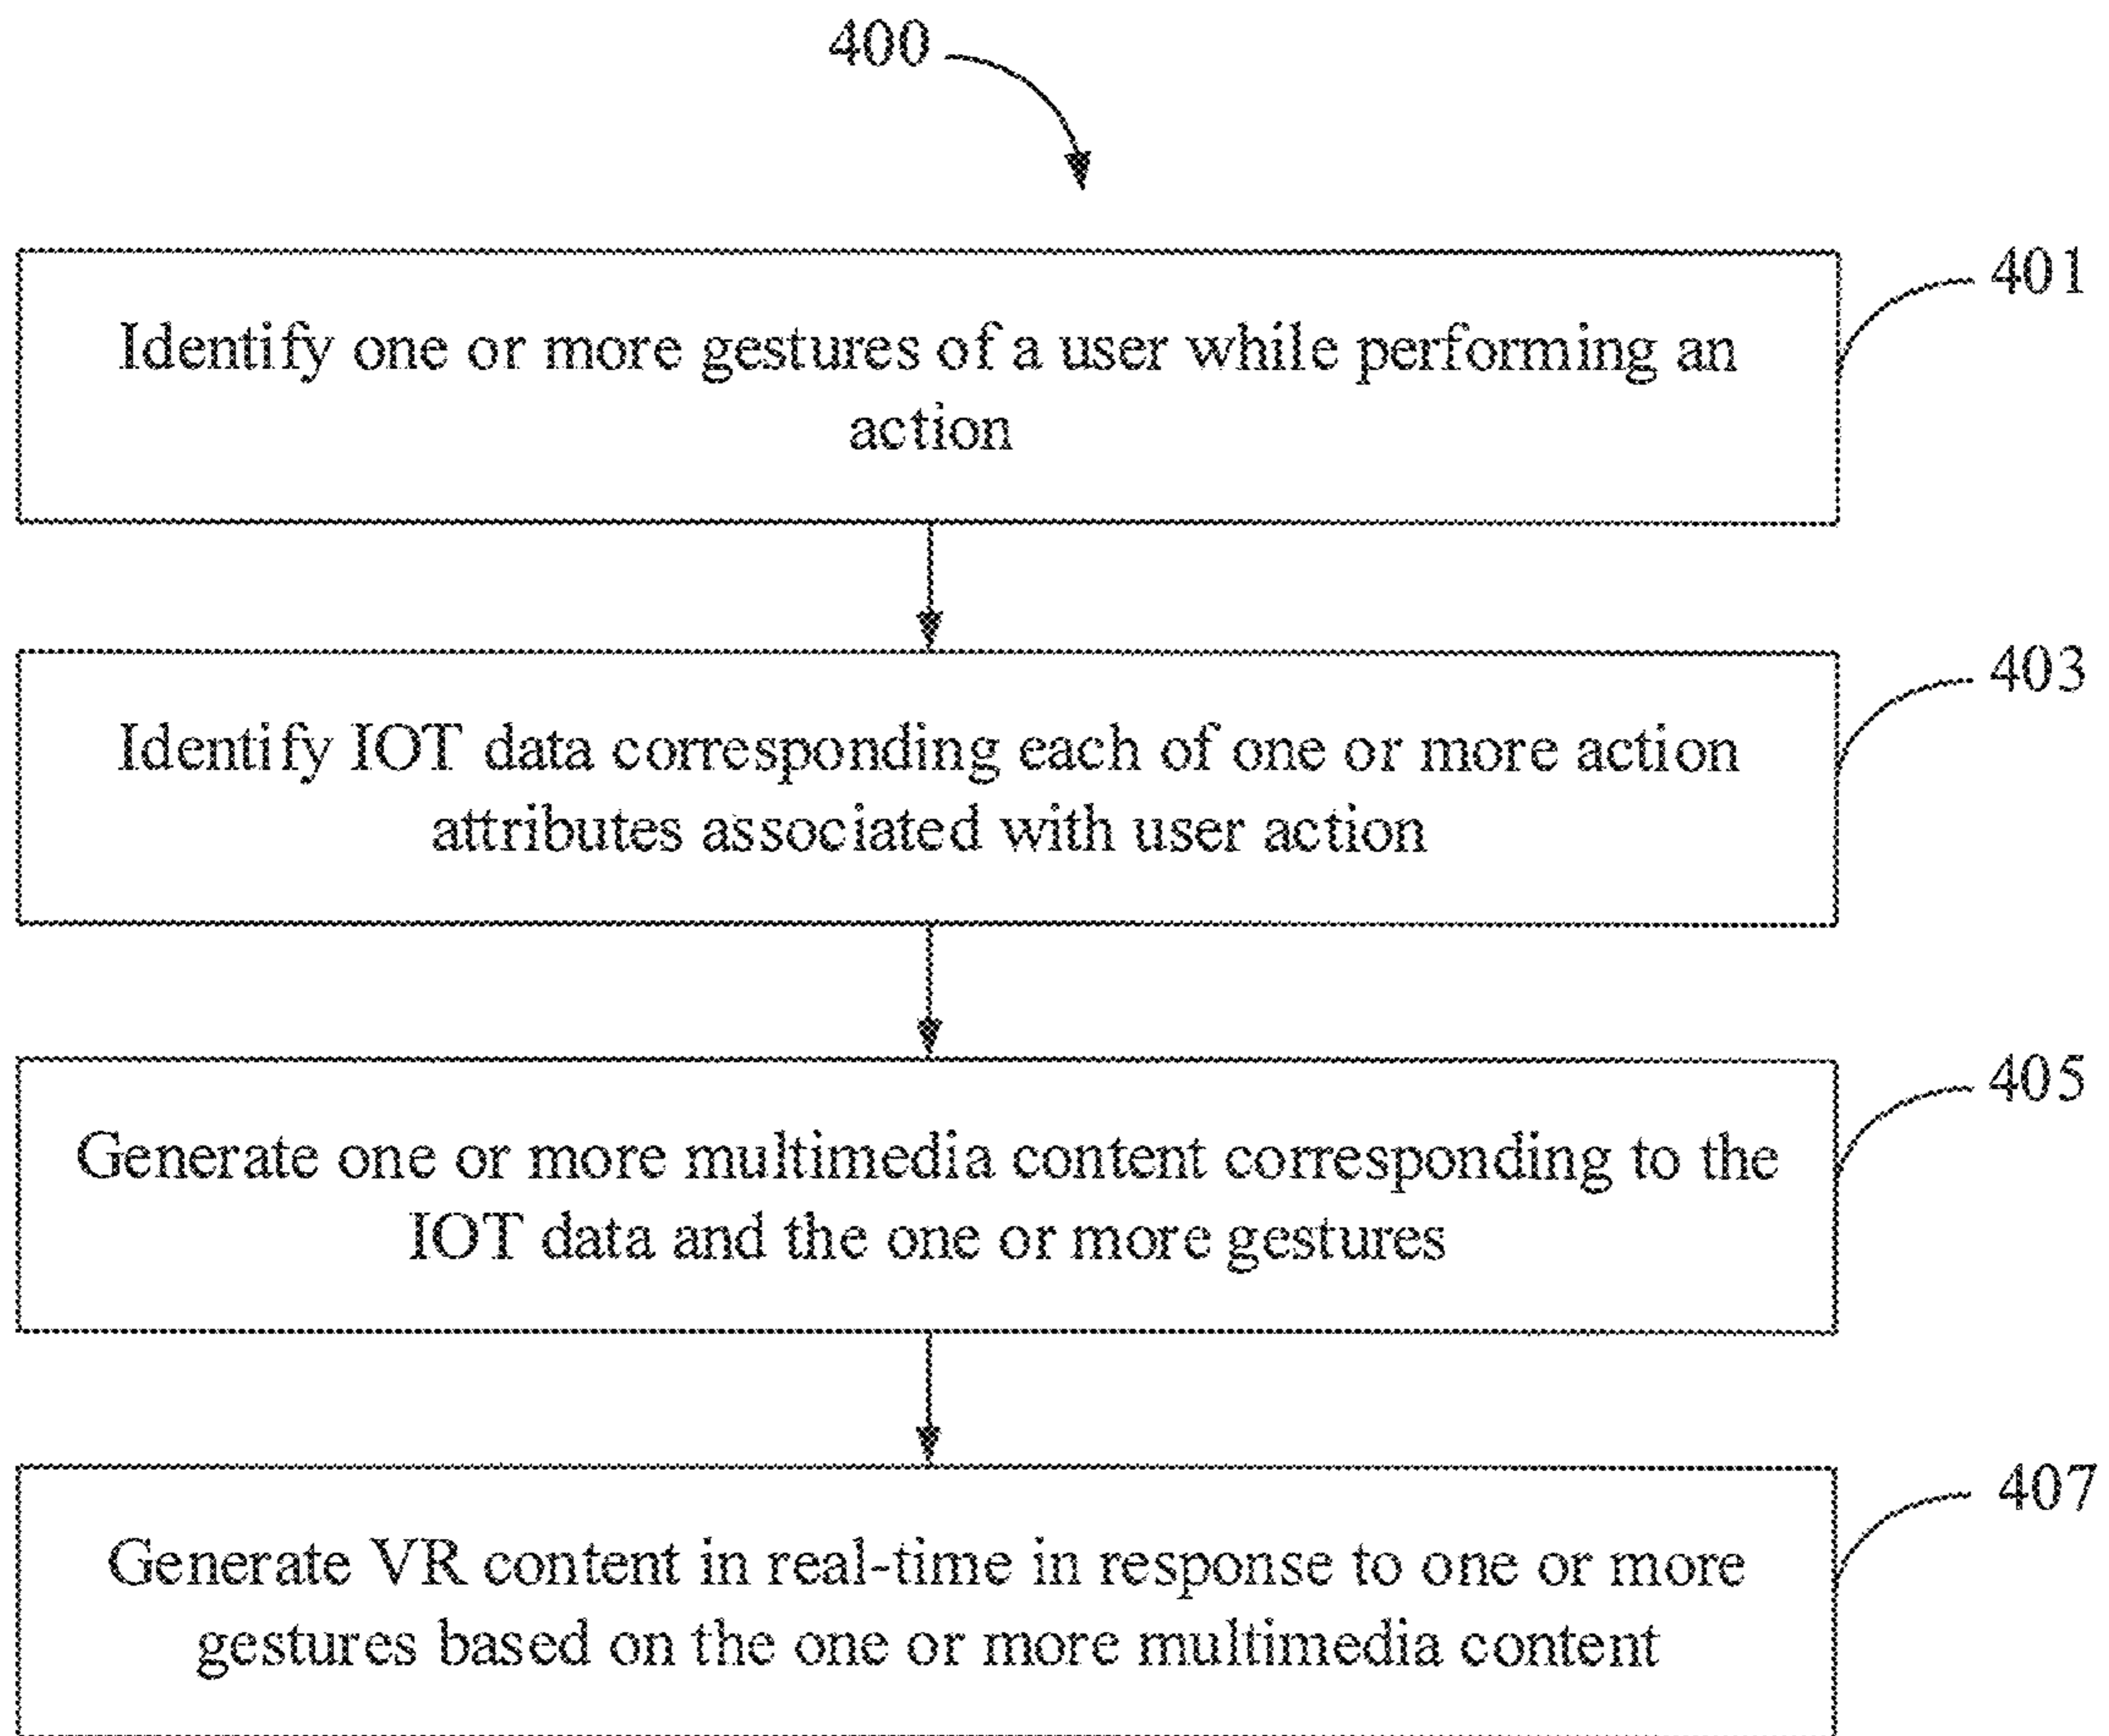 400
401
Identify one or more gestures of a user while performing an
action
403
Identify IOT data corresponding each of one or more action
attributes associated with user action
405
Generate one or more multimedia content corresponding to the
IOT data and the one or more gestures
407
Generate VR content in real-time in response to one or more
gestures based on the one or more multimedia content